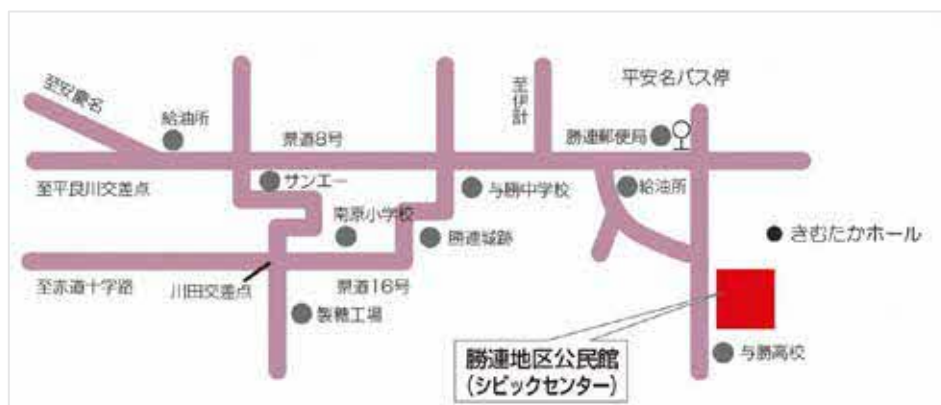 至安慶名
給油所
県道8号
至伊計
平安名バス停
勝連郵便局
至平良川交差点
サンエー
与勝中学校
給油所
南原小学校
勝連城跡
きむたかホール
至赤道十字路
川田交差点
県道16号
製糖工場
勝連地区公民館
(シビックセンター)
与勝高校